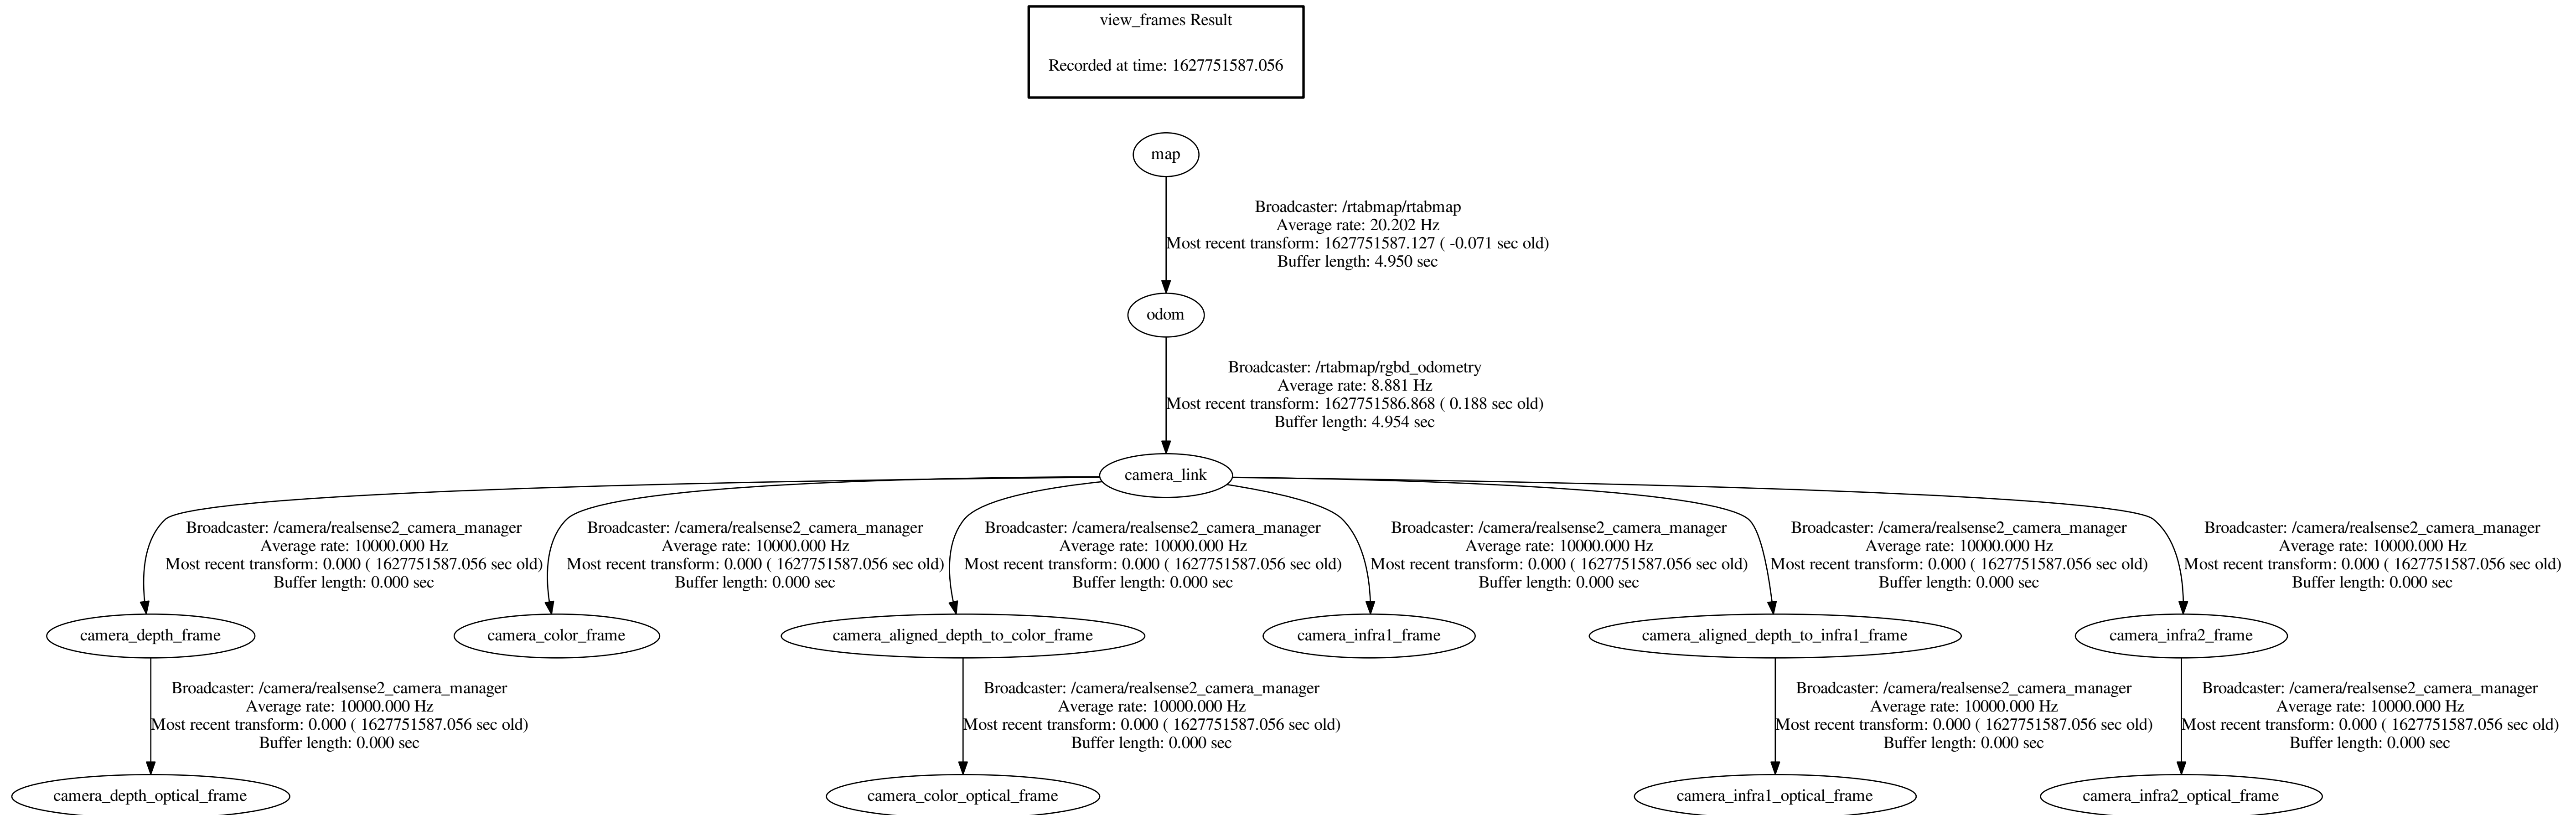 view_frames Result
Recorded at time: 1627751587.056
map
Broadcaster: /rtabmap/rtabmap
Average rate: 20.202 Hz
Most recent transform: 1627751587.127 ( -0.071 sec old)
Buffer length: 4.950 sec
odom
Broadcaster: /rtabmap/rgbd_odometry
Average rate: 8.881 Hz
Most recent transform: 1627751586.868 ( 0.188 sec old)
Buffer length: 4.954 sec
camera_link
Broadcaster: /camera/realsense2_camera_manager
Average rate: 10000.000 Hz
Most recent transform: 0.000 ( 1627751587.056 sec old)
Buffer length: 0.000 sec
Broadcaster: /camera/realsense2_camera_manager
Average rate: 10000.000 Hz
Most recent transform: 0.000 ( 1627751587.056 sec old)
Buffer length: 0.000 sec
Broadcaster: /camera/realsense2_camera_manager
Average rate: 10000.000 Hz
Most recent transform: 0.000 ( 1627751587.056 sec old)
Buffer length: 0.000 sec
Broadcaster: /camera/realsense2_camera_manager
Average rate: 10000.000 Hz
Most recent transform: 0.000 ( 1627751587.056 sec old)
Buffer length: 0.000 sec
Broadcaster: /camera/realsense2_camera_manager
Average rate: 10000.000 Hz
Most recent transform: 0.000 ( 1627751587.056 sec old)
Buffer length: 0.000 sec
Broadcaster: /camera/realsense2_camera_manager
Average rate: 10000.000 Hz
Most recent transform: 0.000 ( 1627751587.056 sec old)
Buffer length: 0.000 sec
camera_depth_frame
camera_color_frame
camera_aligned_depth_to_color_frame
camera_infra1_frame
camera_aligned_depth_to_infra1_frame
camera_infra2_frame
Broadcaster: /camera/realsense2_camera_manager
Average rate: 10000.000 Hz
Most recent transform: 0.000 ( 1627751587.056 sec old)
Buffer length: 0.000 sec
Broadcaster: /camera/realsense2_camera_manager
Average rate: 10000.000 Hz
Most recent transform: 0.000 ( 1627751587.056 sec old)
Buffer length: 0.000 sec
Broadcaster: /camera/realsense2_camera_manager
Average rate: 10000.000 Hz
Most recent transform: 0.000 ( 1627751587.056 sec old)
Buffer length: 0.000 sec
Broadcaster: /camera/realsense2_camera_manager
Average rate: 10000.000 Hz
Most recent transform: 0.000 ( 1627751587.056 sec old)
Buffer length: 0.000 sec
camera_depth_optical_frame
camera_color_optical_frame
camera_infra1_optical_frame
camera_infra2_optical_frame